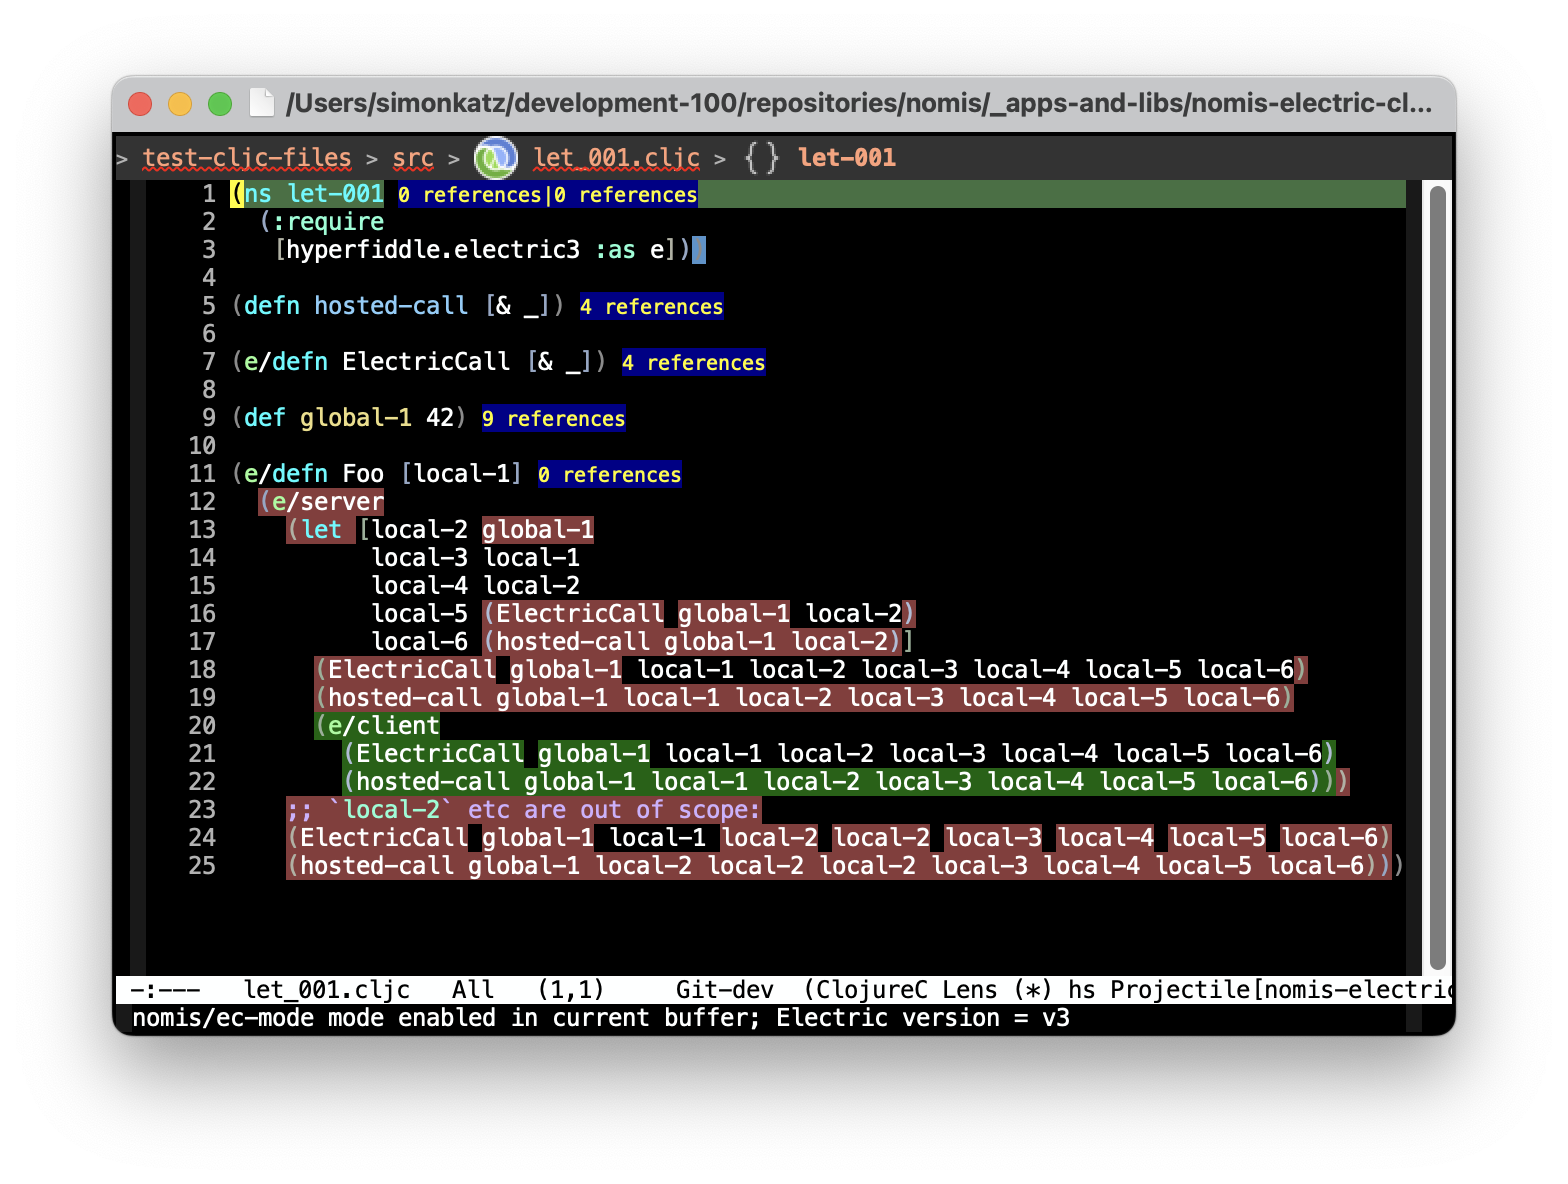 /Users/simonkatz/development-100/repositories/nomis/_apps-and-libs/nomis-electric-cl...
> test-cljc-files > src > let_001.cljc > {} let-001
1 (ns let-001 0 references|0 references
2   (:require
3    [hyperfiddle.electric3 :as e]))
4
5 (defn hosted-call [& _]) 4 references
6
7 (e/defn ElectricCall [& _]) 4 references
8
9 (def global-1 42) 9 references
10
11 (e/defn Foo [local-1] 0 references
12   (e/server
13     (let [local-2 global-1
14           local-3 local-1
15           local-4 local-2
16           local-5 (ElectricCall global-1 local-2)
17           local-6 (hosted-call global-1 local-2)]
18       (ElectricCall global-1 local-1 local-2 local-3 local-4 local-5 local-6)
19       (hosted-call global-1 local-1 local-2 local-3 local-4 local-5 local-6)
20       (e/client
21         (ElectricCall global-1 local-1 local-2 local-3 local-4 local-5 local-6)
22         (hosted-call global-1 local-1 local-2 local-3 local-4 local-5 local-6)))
23     ;; `local-2` etc are out of scope:
24     (ElectricCall global-1 local-1 local-2 local-2 local-3 local-4 local-5 local-6)
25     (hosted-call global-1 local-2 local-2 local-2 local-3 local-4 local-5 local-6)))
-:--- let_001.cljc All (1,1) Git-dev (ClojureC Lens (*) hs Projectile[nomis-electric
nomis/ec-mode mode enabled in current buffer; Electric version = v3